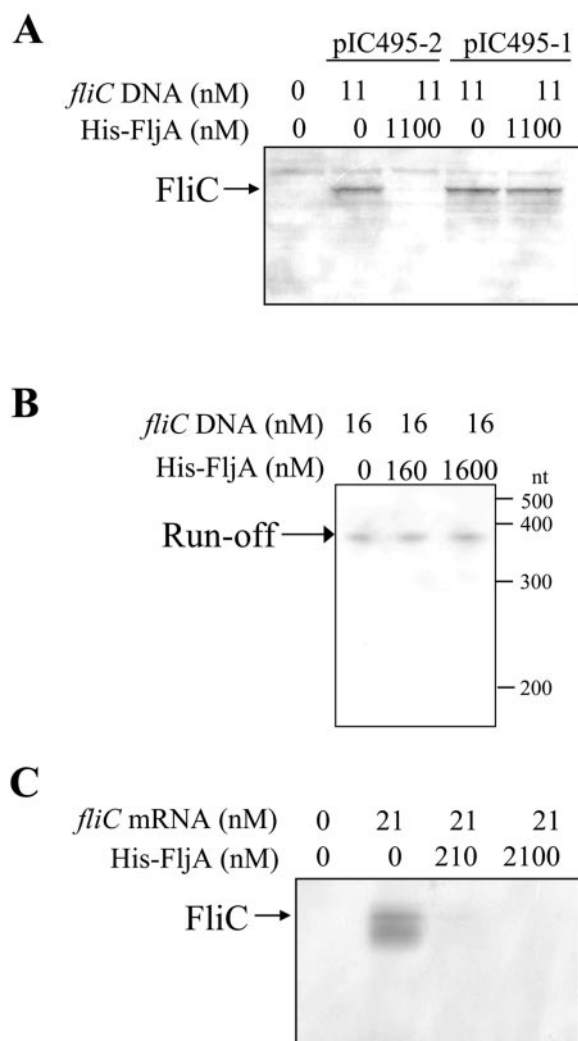 A
pIC495-2 pIC495-1
fliC DNA (nM) 0 11 11 11 11
His-FljA (nM) 0 0 1100 0 1100
FliC
B
fliC DNA (nM) 16 16 16
His-FljA (nM) 0 160 1600 nt
500
400
Run-off
300
200
C
fliC mRNA (nM) 0 21 21 21
His-FljA (nM) 0 0 210 2100
FliC